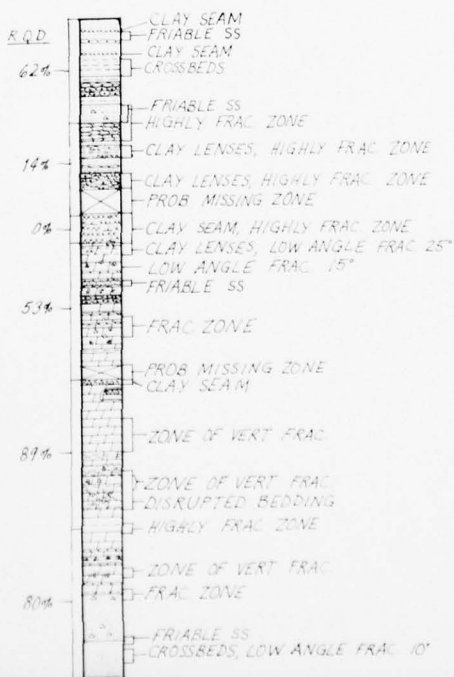 CLAY SEAM
R.Q.D
FRIABLE SS
CLAY SEAM
62%
CROSSBEDS
FRIABLE SS
HIGHLY FRAC ZONE
CLAY LENSES, HIGHLY FRAC ZONE
14%
CLAY LENSES, HIGHLY FRAC ZONE
PROB MISSING ZONE
0%
CLAY SEAM, HIGHLY FRAC ZONE
CLAY LENSES, LOW ANGLE FRAC 25°
LOW ANGLE FRAC 15°
FRIABLE SS
53%
FRAC ZONE
PROB MISSING ZONE
CLAY SEAM
ZONE OF VERT FRAC
89%
ZONE OF VERT FRAC
DISRUPTED BEDDING
HIGHLY FRAC ZONE
ZONE OF VERT FRAC
FRAC ZONE
80%
FRIABLE SS
CROSSBEDS, LOW ANGLE FRAC 10°